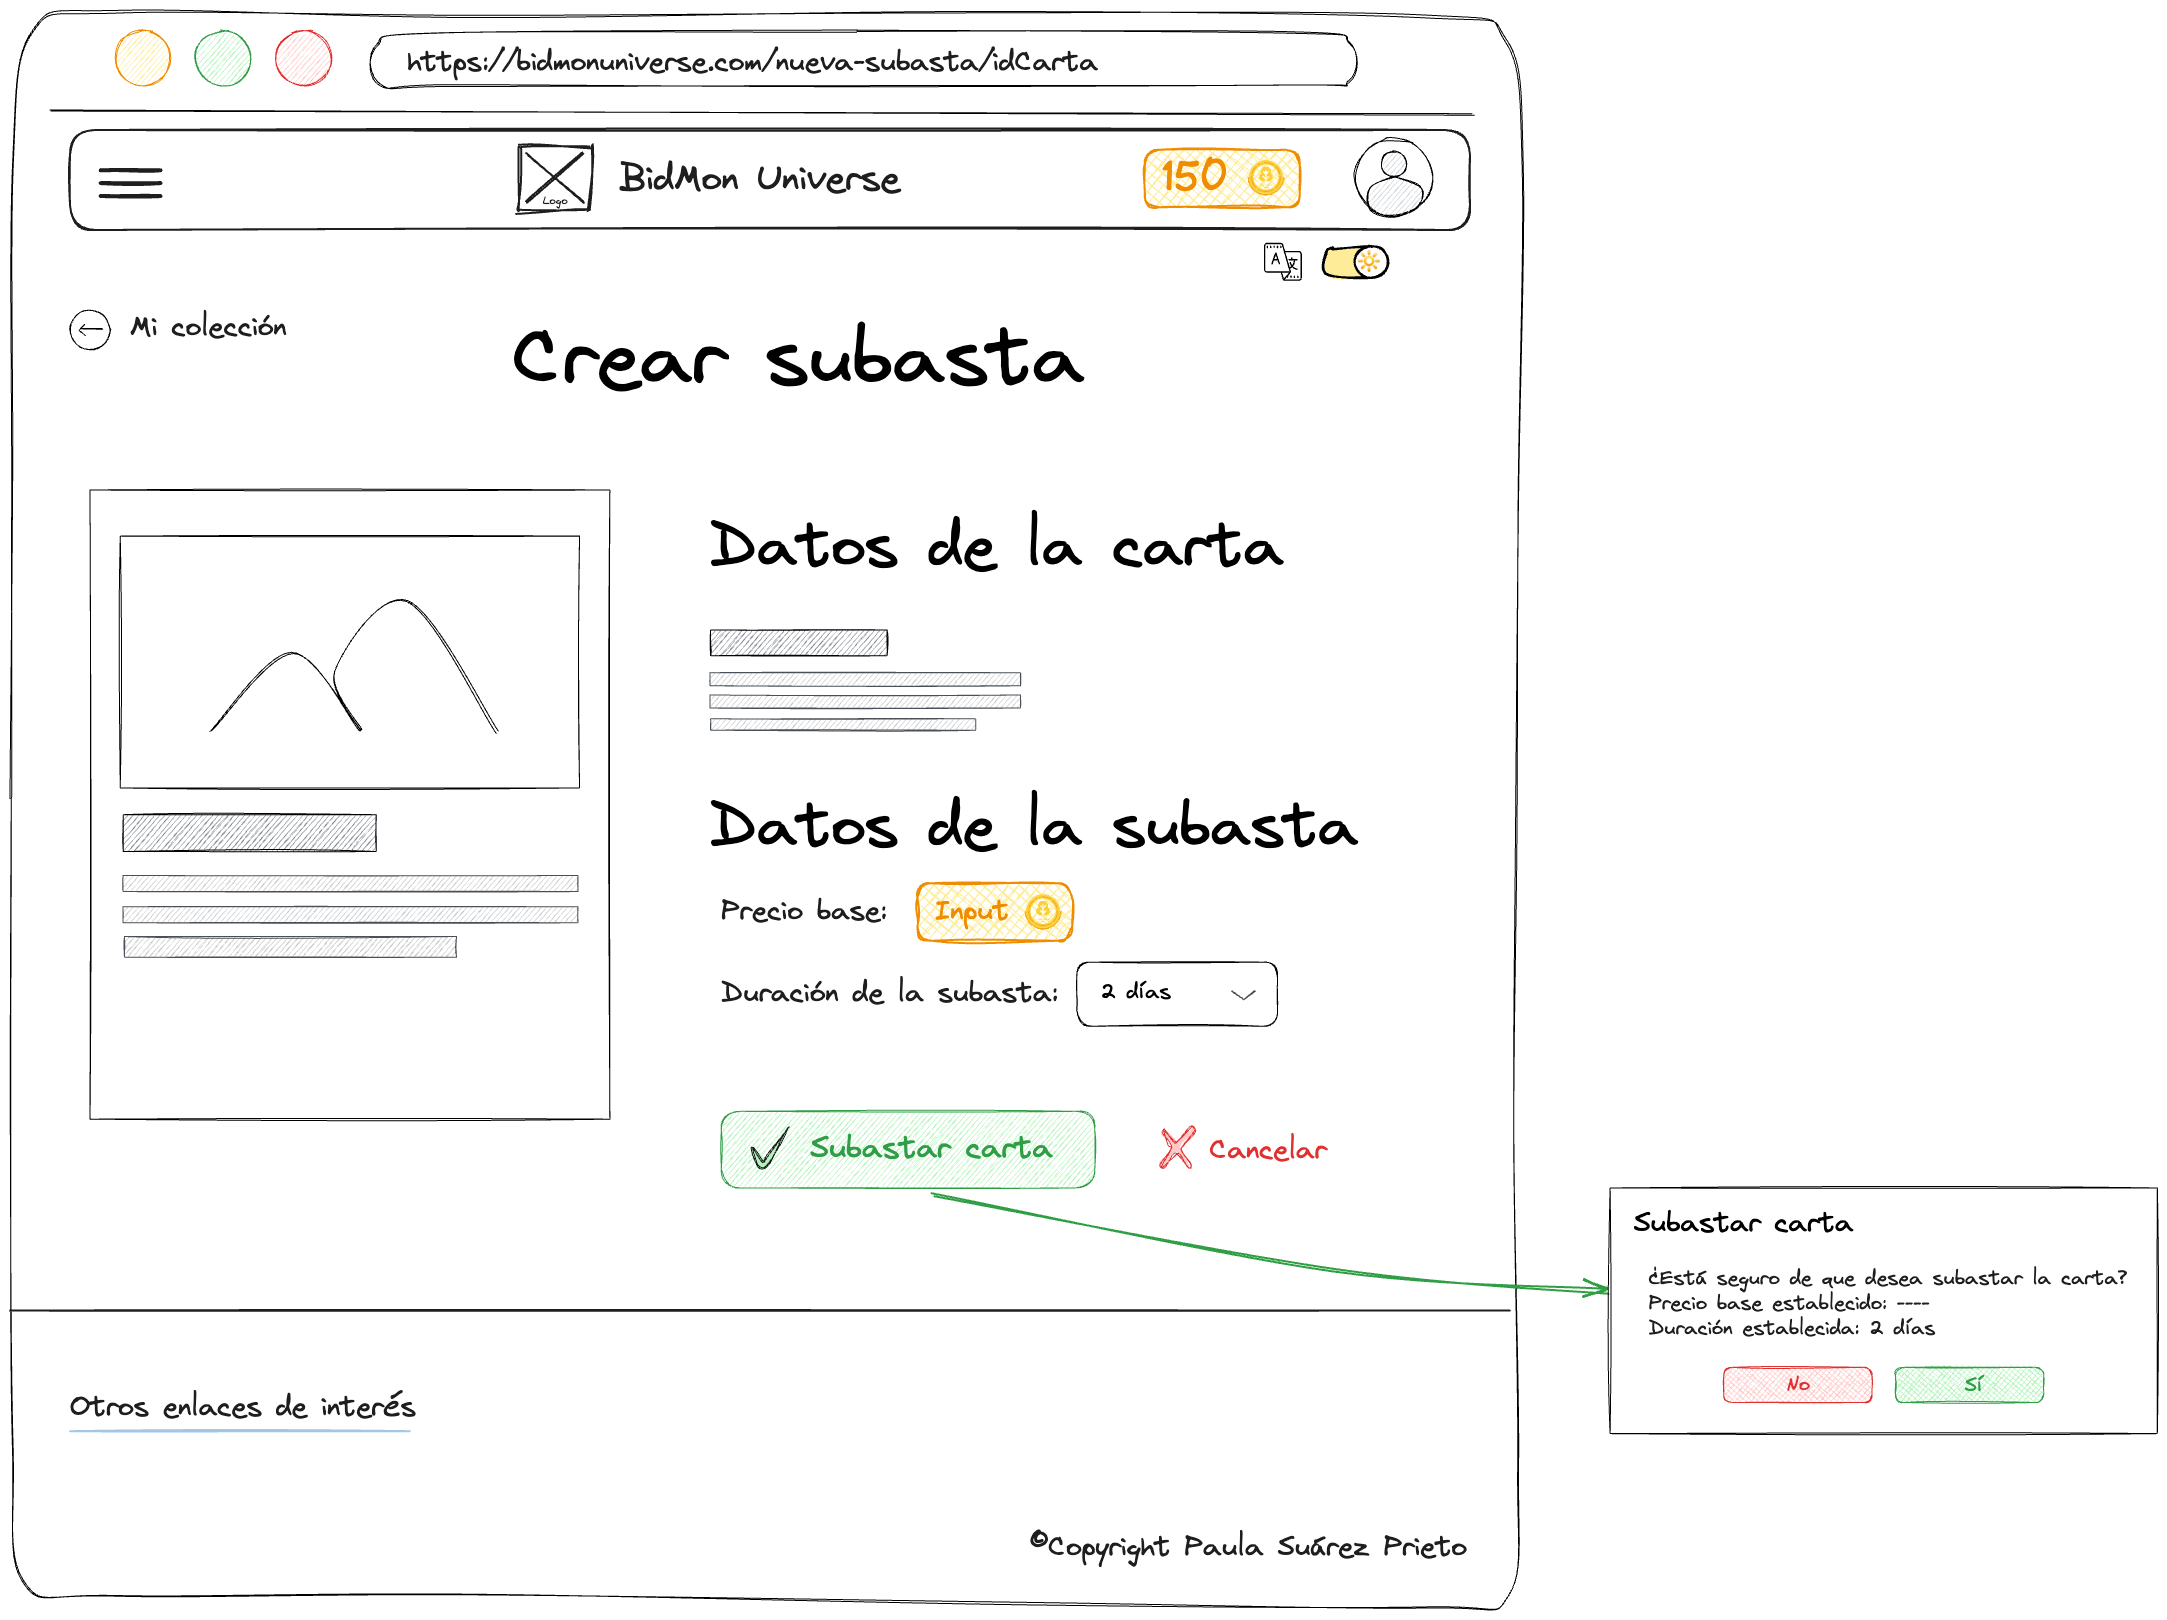 https://bidmonuniverse.com/nueva-subasta/idCarta
Logo
BidMon Universe
150
A 文
Mi colección
Crear subasta
Datos de la carta
Datos de la subasta
Precio base:
Input
Duración de la subasta:
2 días
Subastar carta
Cancelar
Subastar carta
¿Está seguro de que desea subastar la carta?
Precio base establecido: ----
Duración establecida: 2 días
No
Sí
Otros enlaces de interés
©Copyright Paula Suárez Prieto